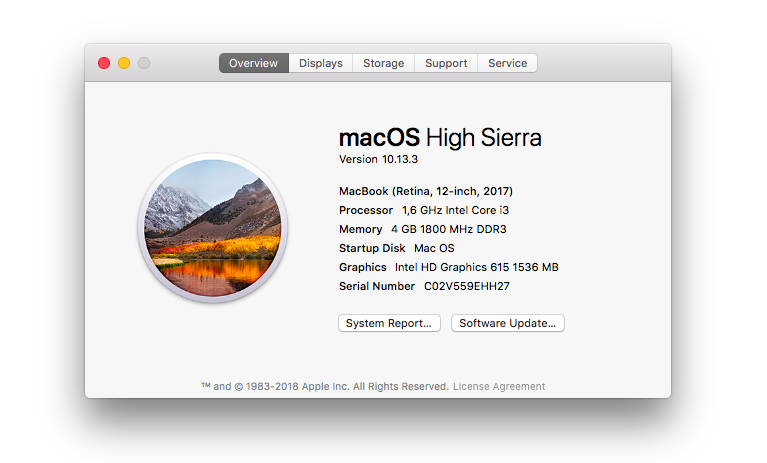 Overview Displays Storage Support Service
macOS High Sierra
Version 10.13.3
MacBook (Retina, 12-inch, 2017)
Processor 1,6 GHz Intel Core i3
Memory 4 GB 1800 MHz DDR3
Startup Disk Mac OS
Graphics Intel HD Graphics 615 1536 MB
Serial Number C02V559EHH27
System Report... Software Update...
™ and © 1983-2018 Apple Inc. All Rights Reserved. License Agreement